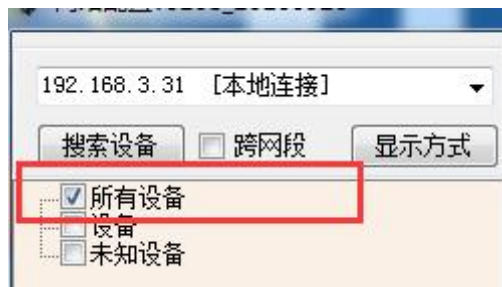 192.168.3.31 [本地连接]
搜索设备 跨网段 显示方式
所有设备
设备
未知设备